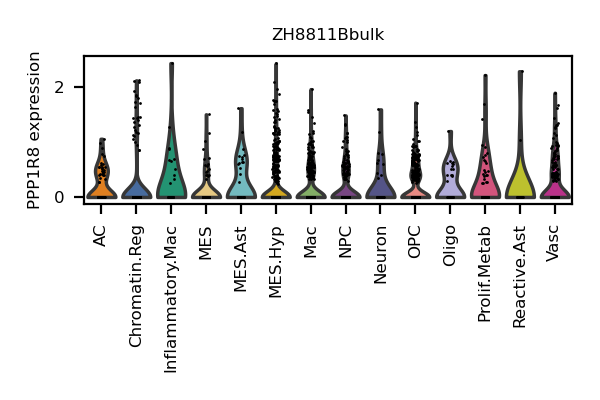 ZH8811Bbulk
PPP1R8 expression
2
0
AC
Chromatin.Reg
Inflammatory.Mac
MES
MES.Ast
MES.Hyp
Mac
NPC
Neuron
OPC
Oligo
Prolif.Metab
Reactive.Ast
Vasc